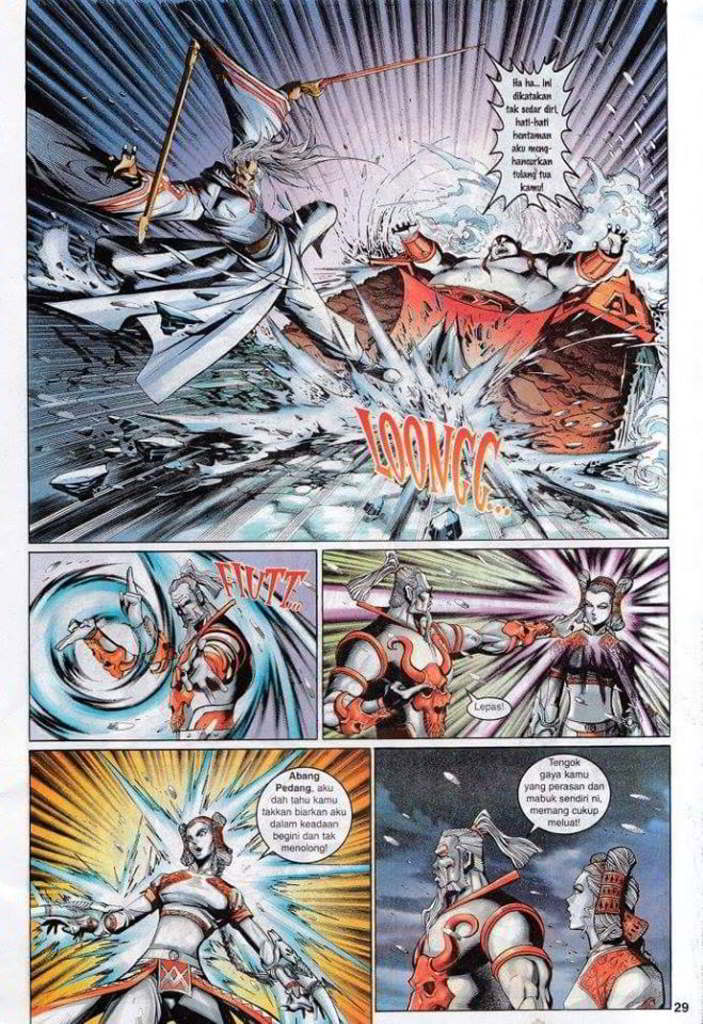 Ha ha... Ini
dikatakan
tak sedar diri,
hati-hati
hentaman
aku meng-
hancurkan
tulang tua
kamu!
LOONGG...
FIUTT...
Lepas!
Abang
Pedang, aku
dah tahu kamu
takkan biarkan aku
dalam keadaan
begini dan tak
menolong!
Tengok
gaya kamu
yang perasan dan
mabuk sendiri ni,
memang cukup
meluat!
29